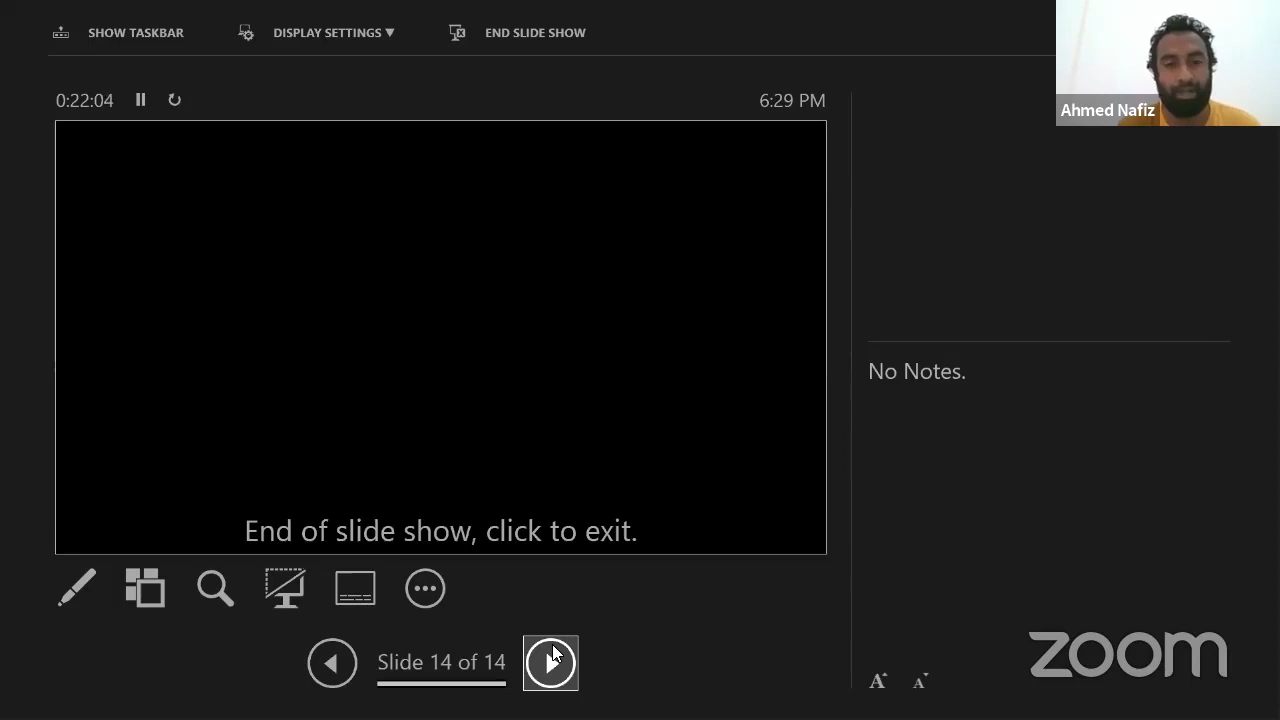 SHOW TASKBAR
DISPLAY SETTINGS ▼
END SLIDE SHOW
Ahmed Nafiz
0:22:04
6:29 PM
No Notes.
End of slide show, click to exit.
Slide 14 of 14
A A
zoom